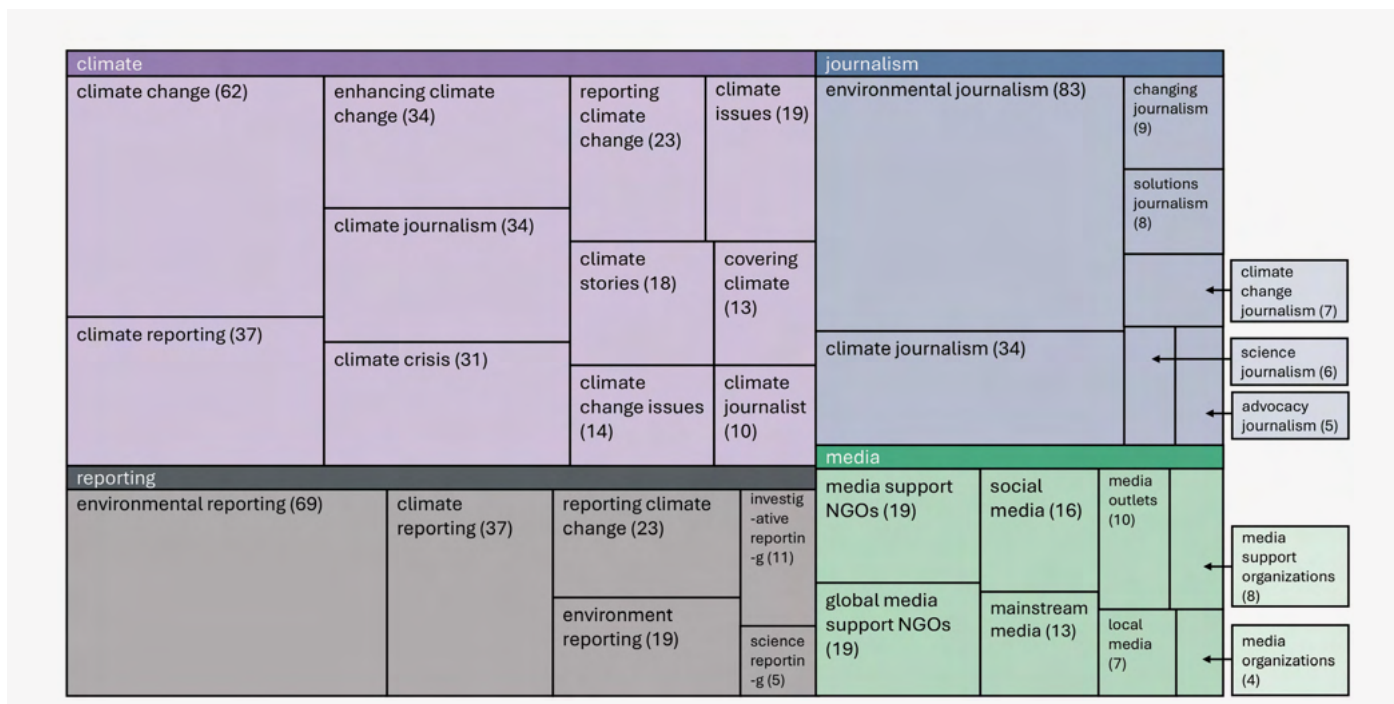 climate
climate change (62)
climate reporting (37)
enhancing climate
change (34)
climate journalism (34)
climate crisis (31)
reporting
climate
change (23)
climate
issues (19)
climate
stories (18)
covering
climate
(13)
climate
change issues
(14)
climate
journalist
(10)
journalism
environmental journalism (83)
climate journalism (34)
changing
journalism
(9)
solutions
journalism
(8)
climate
change
journalism (7)
science
journalism (6)
advocacy
journalism (5)
reporting
environmental reporting (69)
climate
reporting (37)
reporting climate
change (23)
environment
reporting (19)
investig
-ative
reportin
-g (11)
science
reportin
-g (5)
media
media support
NGOs (19)
global media
support NGOs
(19)
social
media (16)
mainstream
media (13)
media
outlets
(10)
local
media
(7)
media
support
organizations
(8)
media
organizations
(4)